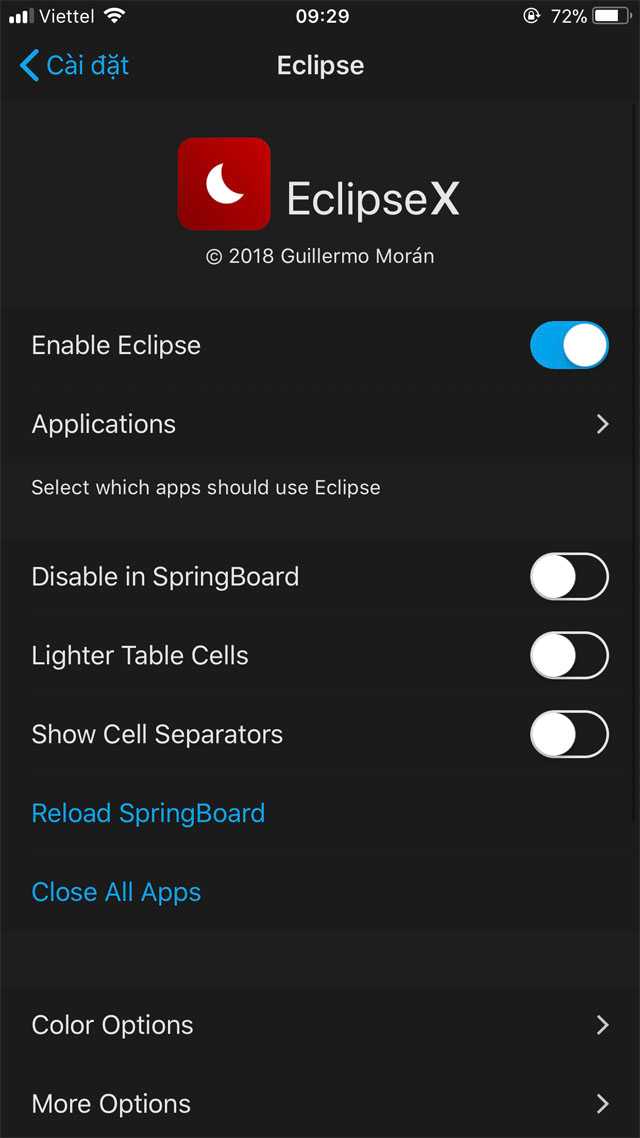 Viettel 09:29 72%
Cài đặt Eclipse
EclipseX
© 2018 Guillermo Morán
Enable Eclipse
Applications
Select which apps should use Eclipse
Disable in SpringBoard
Lighter Table Cells
Show Cell Separators
Reload SpringBoard
Close All Apps
Color Options
More Options